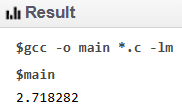 Result
$gcc -o main *.c -lm
$main
2.718282